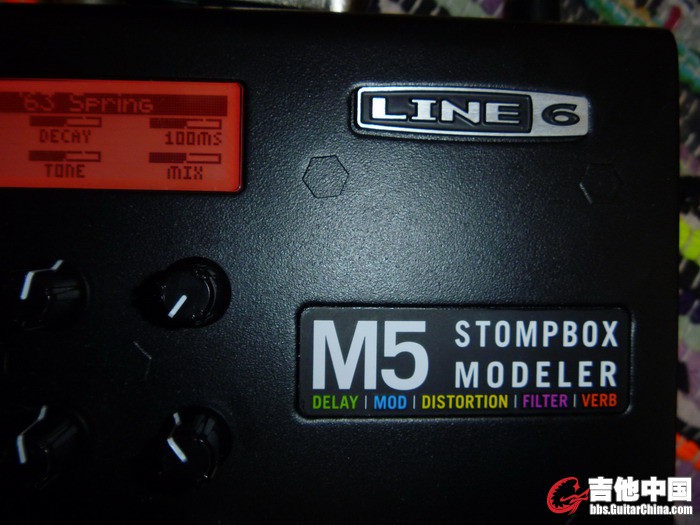 '63 Spring
DECAY 100MS
TONE MIX
LINE 6
M5 STOMPBOX
MODELER
DELAY | MOD | DISTORTION | FILTER | VERB
吉他中国
bbs.GuitarChina.com